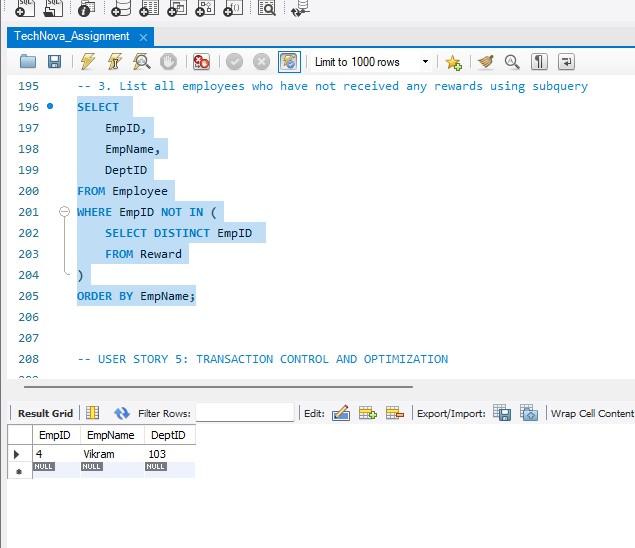 TechNova_Assignment ×
Limit to 1000 rows
195 -- 3. List all employees who have not received any rewards using subquery
196 SELECT
197 EmpID,
198 EmpName,
199 DeptID
200 FROM Employee
201 WHERE EmpID NOT IN (
202 SELECT DISTINCT EmpID
203 FROM Reward
204 )
205 ORDER BY EmpName;
206
207
208 -- USER STORY 5: TRANSACTION CONTROL AND OPTIMIZATION
Result Grid Filter Rows: Edit: Export/Import: Wrap Cell Content
EmpID EmpName DeptID
4 Vikram 103
NULL NULL NULL